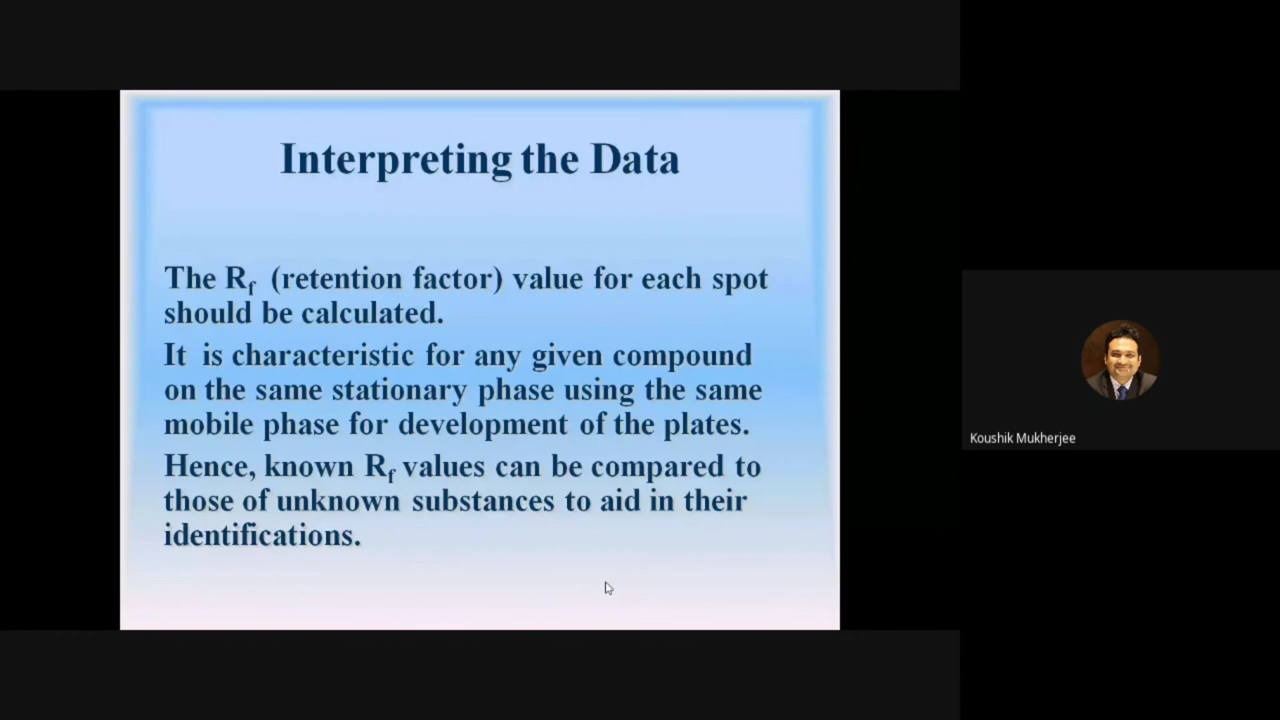 Interpreting the Data
The Rf (retention factor) value for each spot
should be calculated.
It is characteristic for any given compound
on the same stationary phase using the same
mobile phase for development of the plates.
Hence, known Rf values can be compared to
those of unknown substances to aid in their
identifications.
Koushik Mukherjee